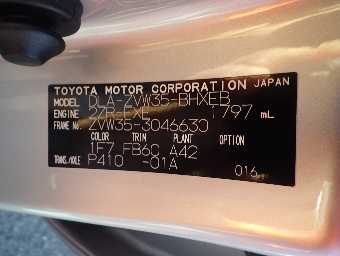 TOYOTA MOTOR CORPORATION JAPAN
MODEL DLA-ZVW35-BHXEB
ENGINE 2ZR-FXE 1797 mL
FRAME NO. ZVW35-3046630
COLOR TRIM PLANT OPTION
1F7 FB60 A42
TRANS./AXLE P410 -01A
016